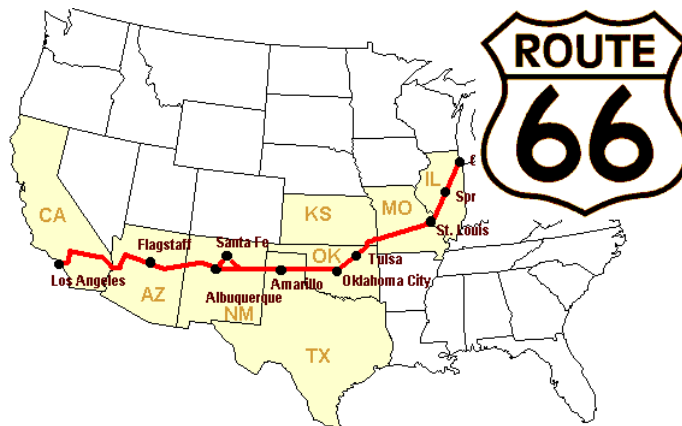 ROUTE
66
IL
Spr
KS
MO
CA
St. Louis
Flagstaff
Santa Fe
OK
Tulsa
Los Angeles
Amarillo
Oklahoma City
AZ
Albuquerque
NM
TX